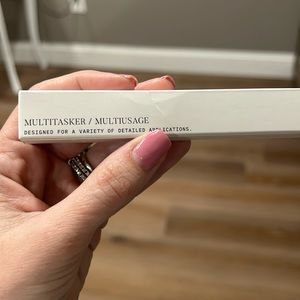 MULTITASKER / MULTIUSAGE
DESIGNED FOR A VARIETY OF DETAILED APPLICATIONS.